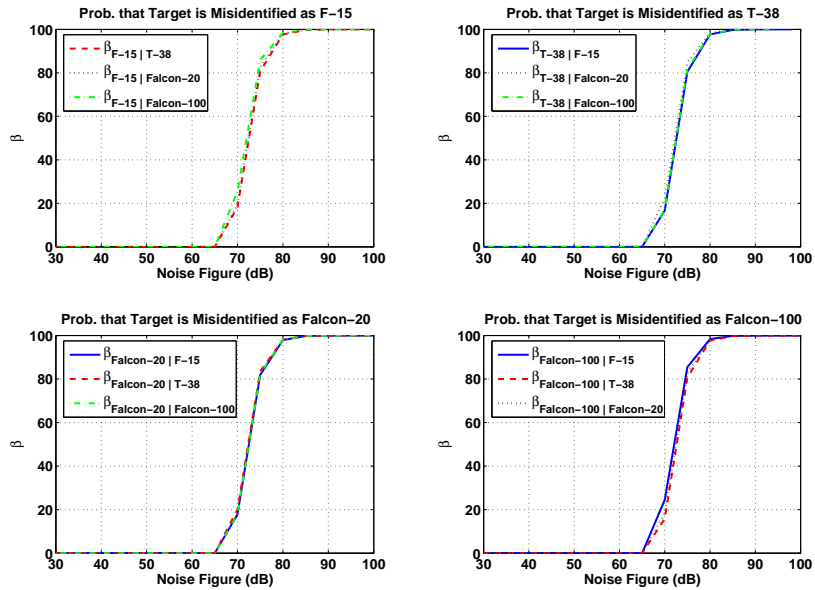 Prob. that Target is Misidentified as F−15
100
80
60
40
20
0
30 40 50 60 70 80 90 100
β
Noise Figure (dB)
βF−15 | T−38
βF−15 | Falcon−20
βF−15 | Falcon−100
Prob. that Target is Misidentified as T−38
100
80
60
40
20
0
30 40 50 60 70 80 90 100
β
Noise Figure (dB)
βT−38 | F−15
βT−38 | Falcon−20
βT−38 | Falcon−100
Prob. that Target is Misidentified as Falcon−20
100
80
60
40
20
0
30 40 50 60 70 80 90 100
β
Noise Figure (dB)
βFalcon−20 | F−15
βFalcon−20 | T−38
βFalcon−20 | Falcon−100
Prob. that Target is Misidentified as Falcon−100
100
80
60
40
20
0
30 40 50 60 70 80 90 100
β
Noise Figure (dB)
βFalcon−100 | F−15
βFalcon−100 | T−38
βFalcon−100 | Falcon−20